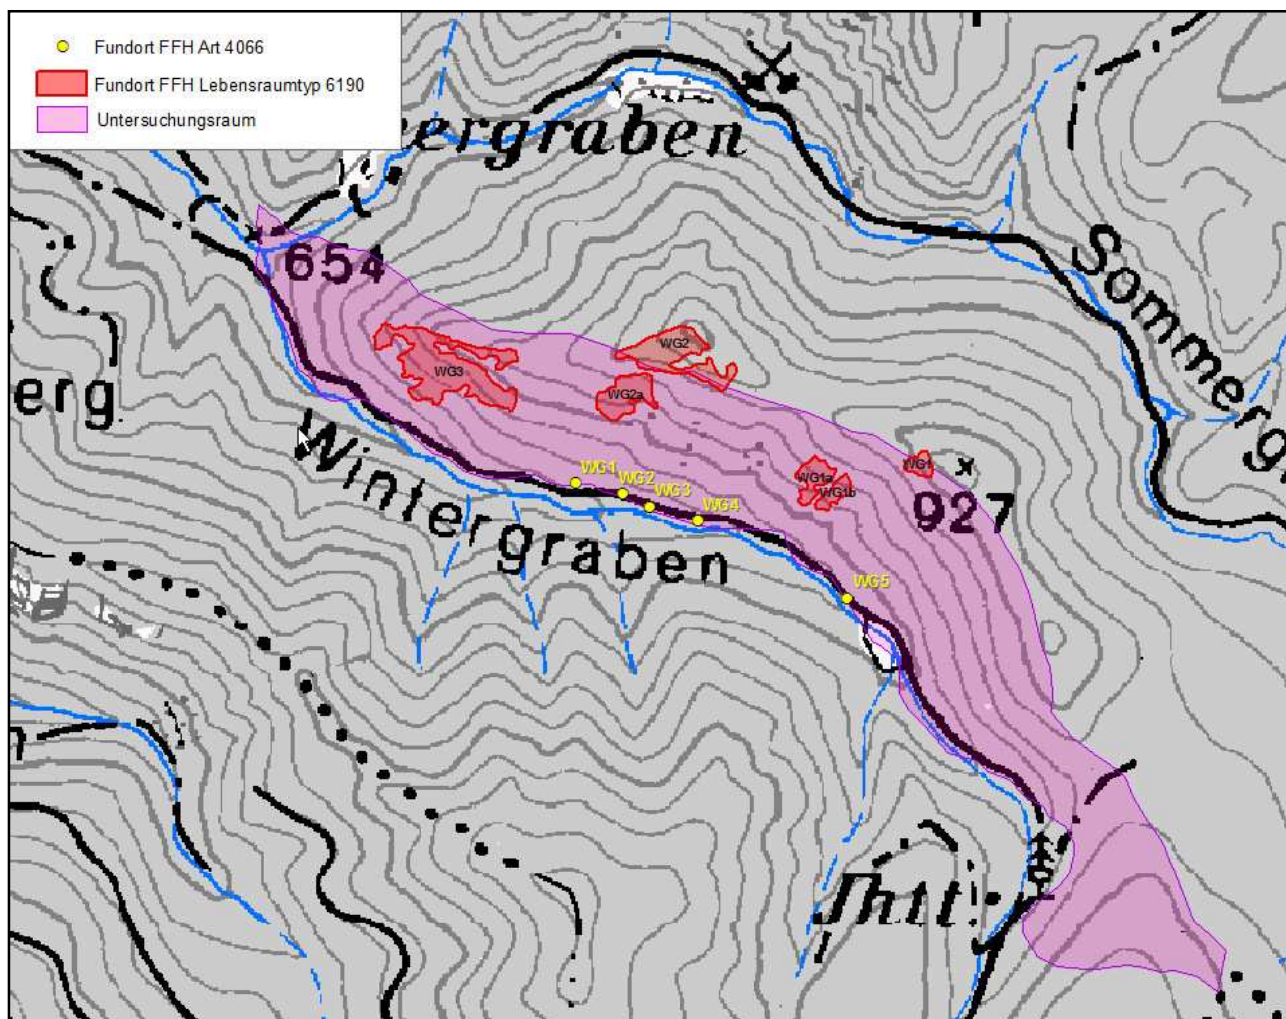 Fundort FFH Art 4066
Fundort FFH Lebensraumtyp 6190
Untersuchungsraum
ergraben
654
Sommerg
WG2
WG3
WG2a
erg.
Wintergraben
WG1
WG1a
WG1b
927
WG1
WG2
WG3
WG4
WG5
Jhtt.